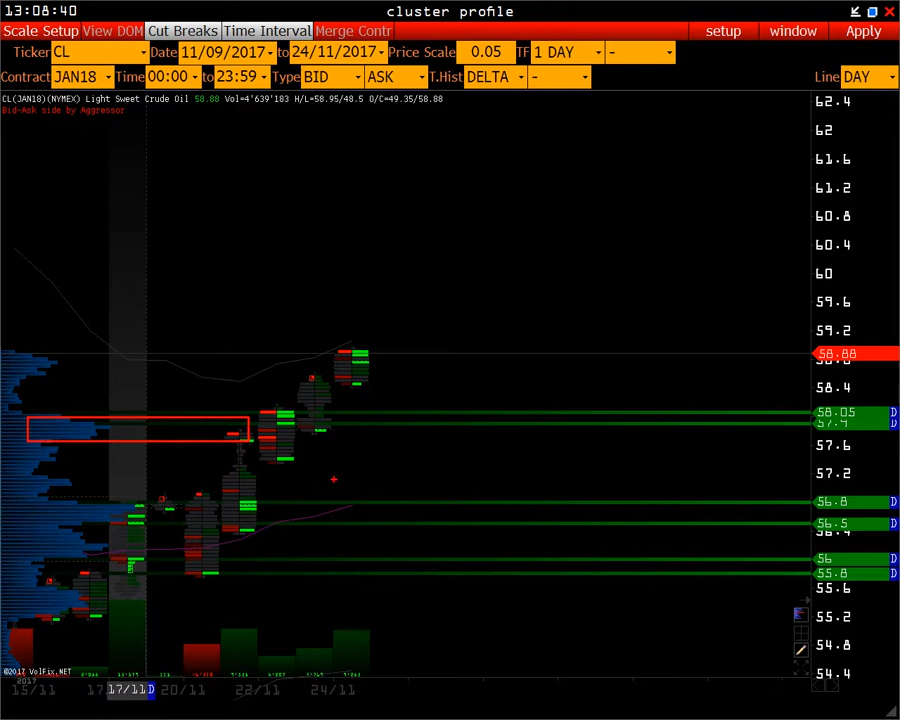 13:08:40 cluster profile
Scale Setup View DOM Cut Breaks Time Interval Merge Contr setup window Apply
Ticker CL Date 11/09/2017 to 24/11/2017 Price Scale 0.05 TF 1 DAY -
Contract JAN18 Time 00:00 to 23:59 Type BID ASK T.Hist DELTA - Line DAY
CL(JAN18)(NYMEX) Light Sweet Crude Oil 58.88 Vol=4'639'183 H/L=58.95/48.5 O/C=49.35/58.88
Bid-Ask side by Aggressor
62.4
62
61.6
61.2
60.8
60.4
60
59.6
59.2
58.88
58.4
58.05 D
57.9 D
57.6
57.2
56.8 D
56.5 D
56.4
56 D
55.8 D
55.6
55.2
54.8
54.4
©2017 VolFix.NET
2017
15/11 17 17/11 D 20/11 22/11 24/11